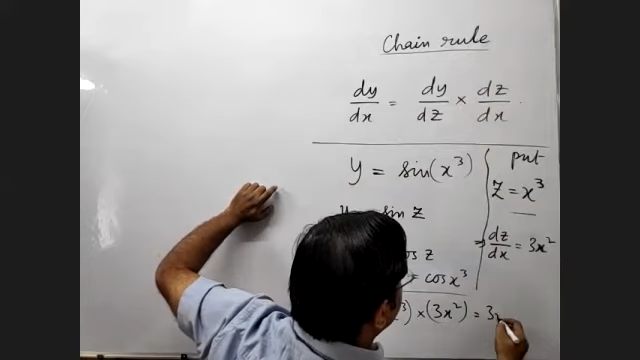 Chain rule
dy/dx = dy/dz × dz/dx
y = sin(x³)
put
z = x³
sin z
⇒ dz/dx = 3x²
cos z
= cos x³
³) × (3x²) = 3